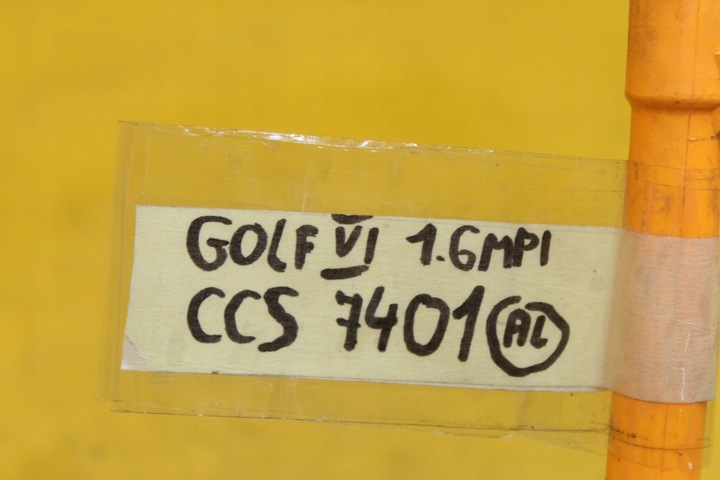 GOLF VI 1.6MPI
CCS 7401 AL